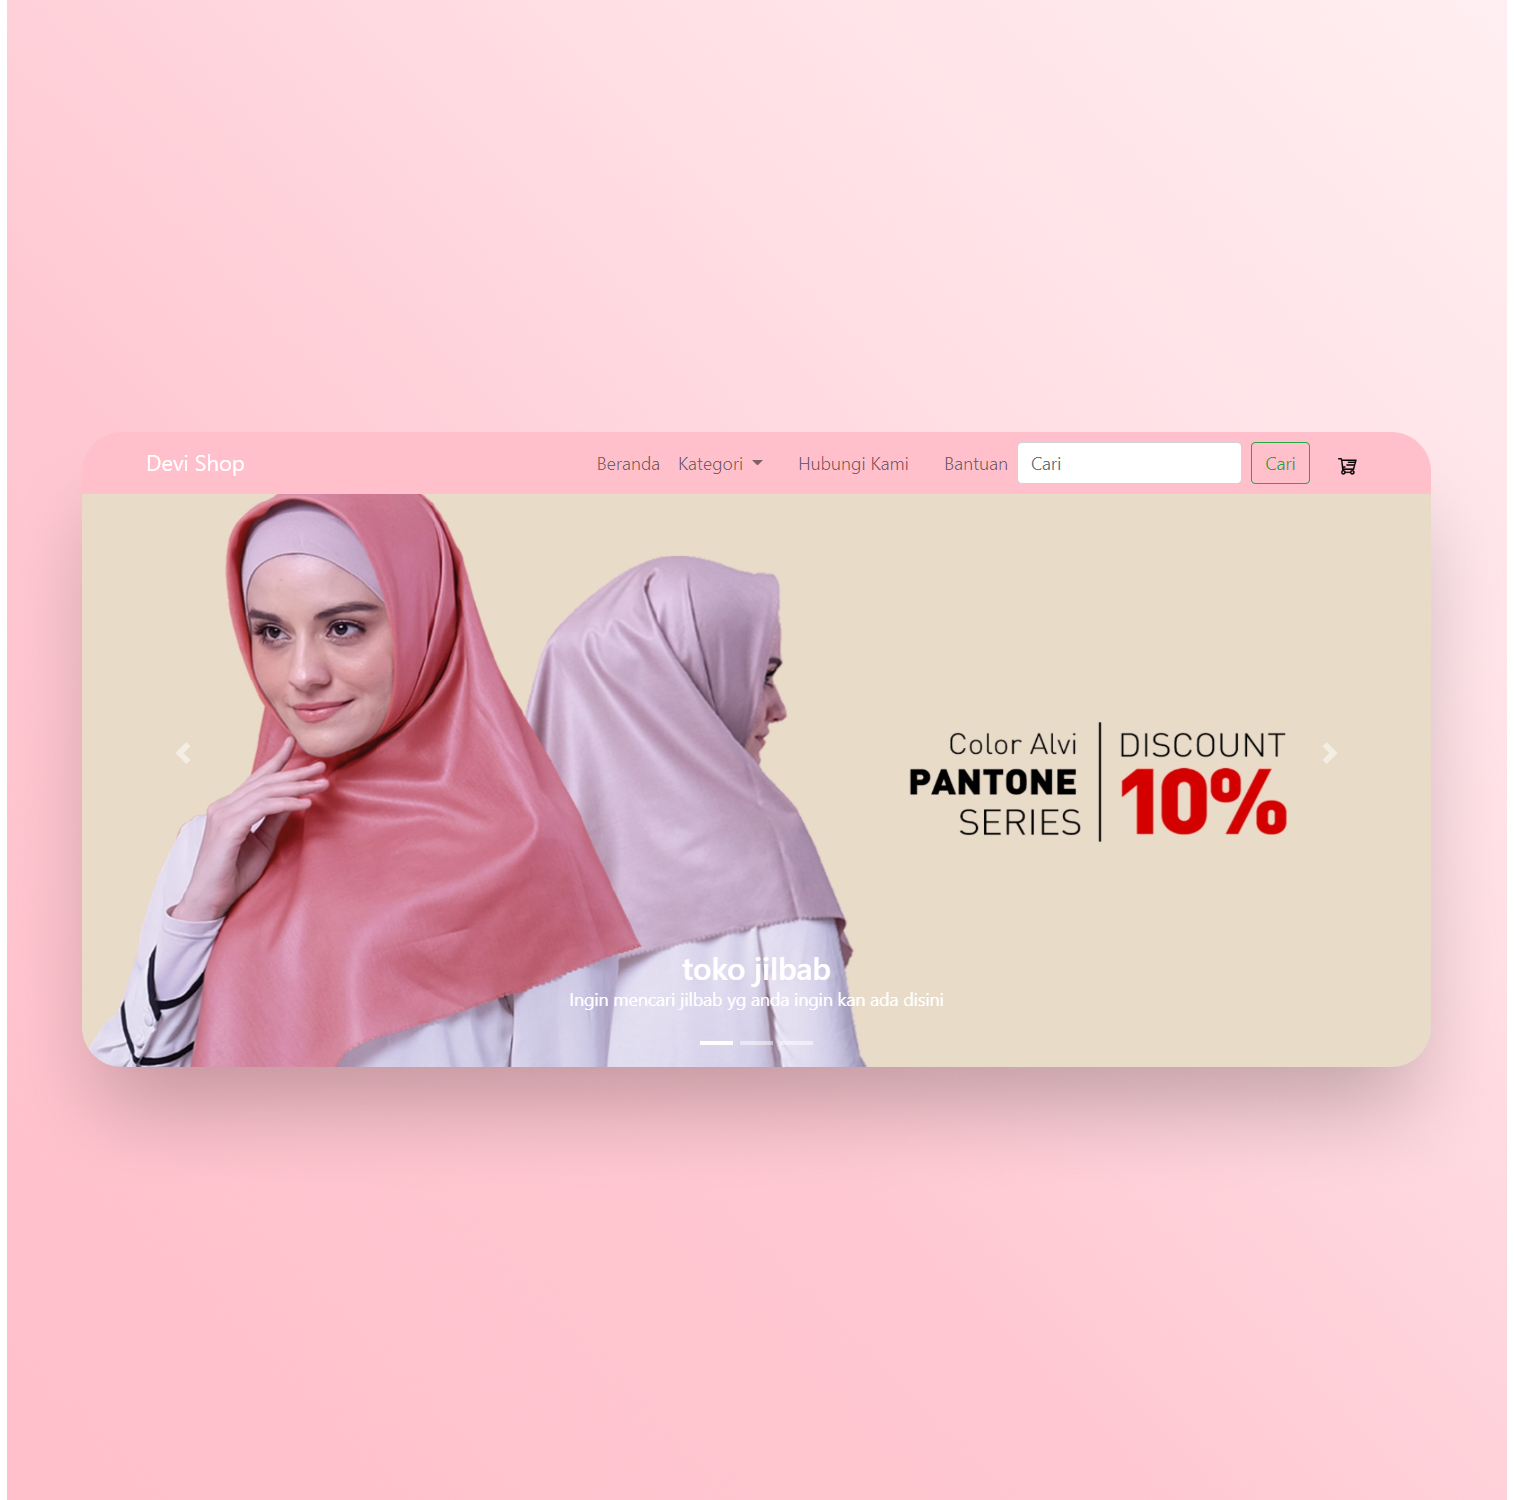 Devi Shop
Beranda Kategori Hubungi Kami Bantuan Cari Cari
Color Alvi
PANTONE
SERIES
DISCOUNT
10%
toko jilbab
Ingin mencari jilbab yg anda ingin kan ada disini